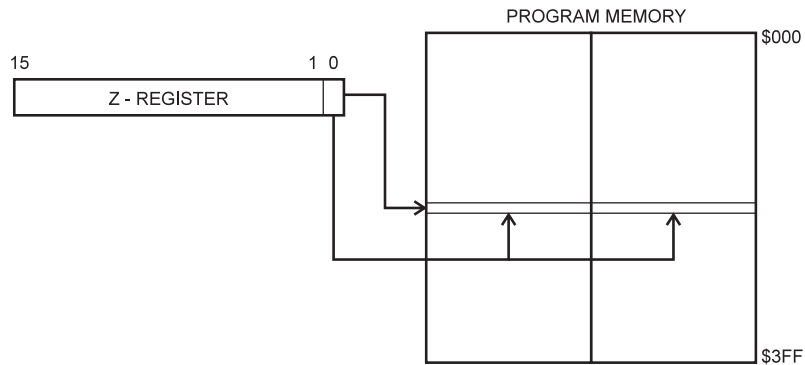 PROGRAM MEMORY
$000
15 1 0
Z - REGISTER
$3FF